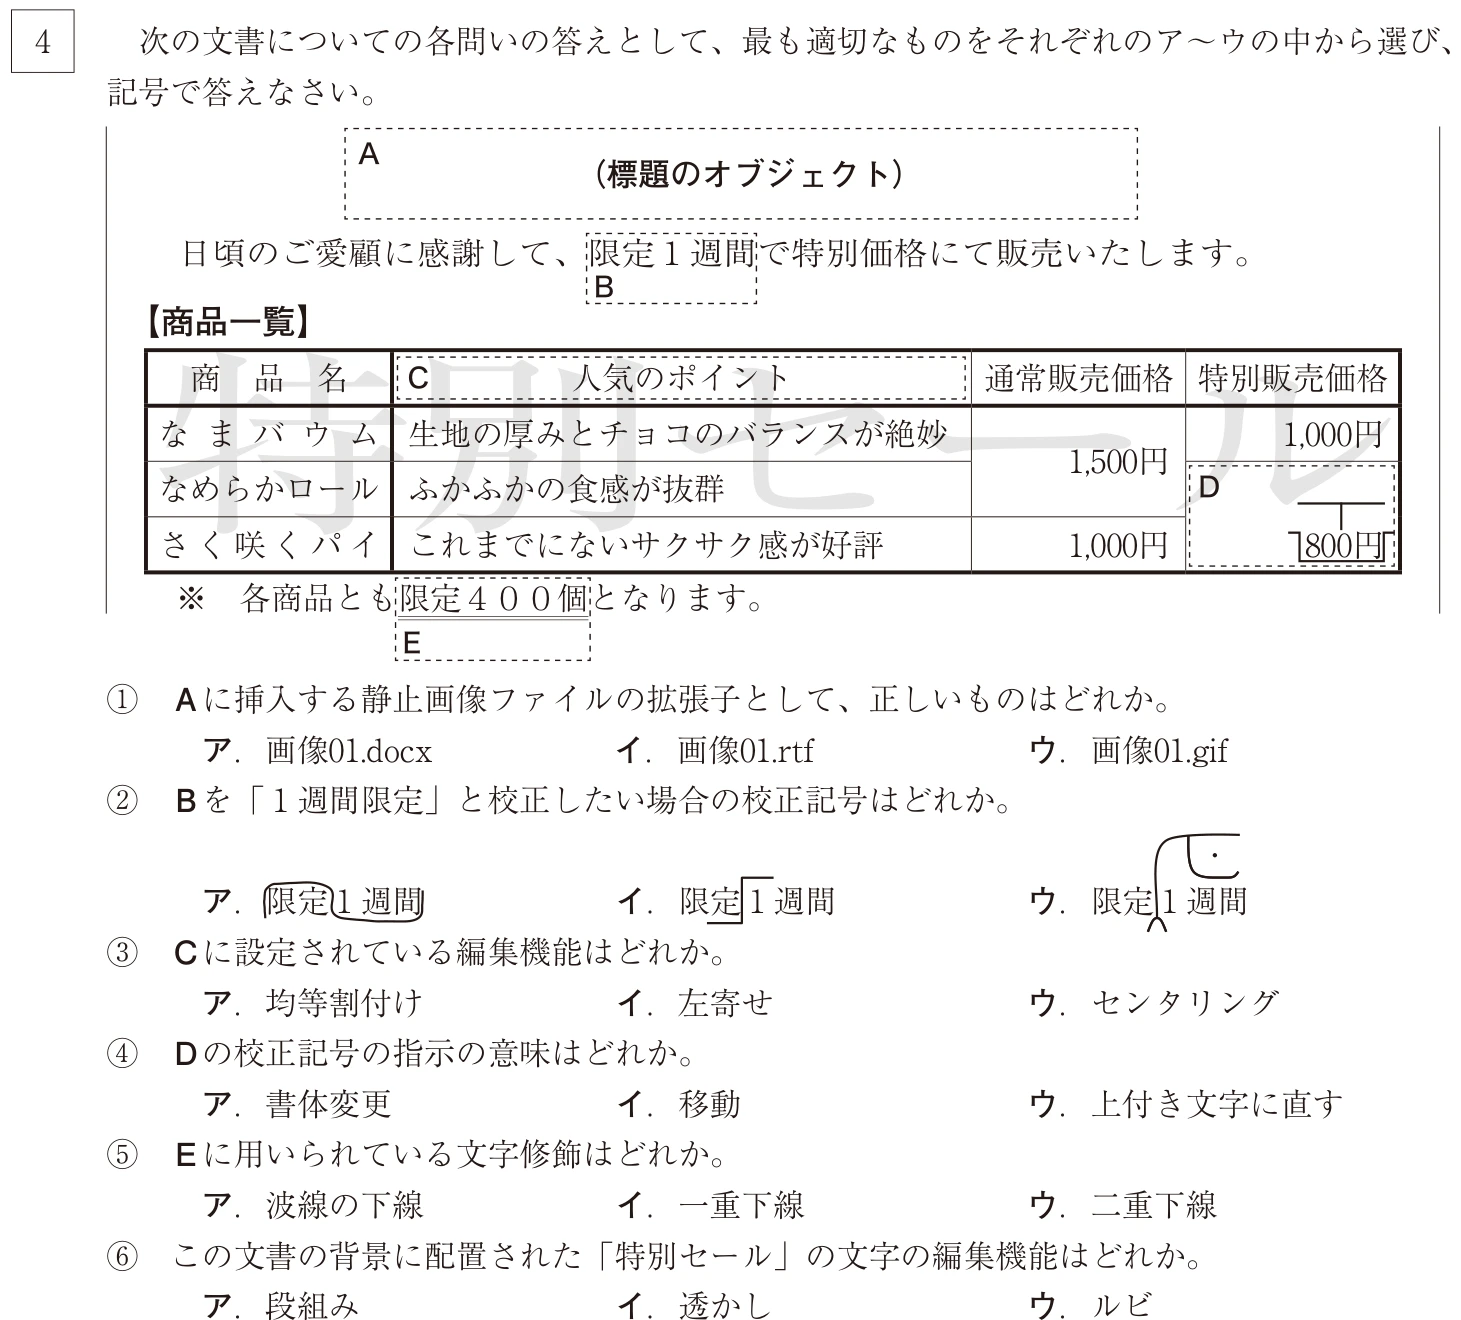 4
次の文書についての各問いの答えとして、最も適切なものをそれぞれのア～ウの中から選び、
記号で答えなさい。
A
(標題のオブジェクト)
日頃のご愛顧に感謝して、限定１週間で特別価格にて販売いたします。
B
【商品一覧】
特別セール
商　品　名 C 人気のポイント 通常販売価格 特別販売価格
なまバウム 生地の厚みとチョコのバランスが絶妙 1,500円 1,000円
なめらかロール ふかふかの食感が抜群 D
さく咲くパイ これまでにないサクサク感が好評 1,000円 800円
※　各商品とも限定４００個となります。
E
①　Aに挿入する静止画像ファイルの拡張子として、正しいものはどれか。
ア．画像01.docx イ．画像01.rtf ウ．画像01.gif
②　Bを「１週間限定」と校正したい場合の校正記号はどれか。
ア．限定１週間 イ．限定１週間 ウ．限定１週間
③　Cに設定されている編集機能はどれか。
ア．均等割付け イ．左寄せ ウ．センタリング
④　Dの校正記号の指示の意味はどれか。
ア．書体変更 イ．移動 ウ．上付き文字に直す
⑤　Eに用いられている文字修飾はどれか。
ア．波線の下線 イ．一重下線 ウ．二重下線
⑥　この文書の背景に配置された「特別セール」の文字の編集機能はどれか。
ア．段組み イ．透かし ウ．ルビ